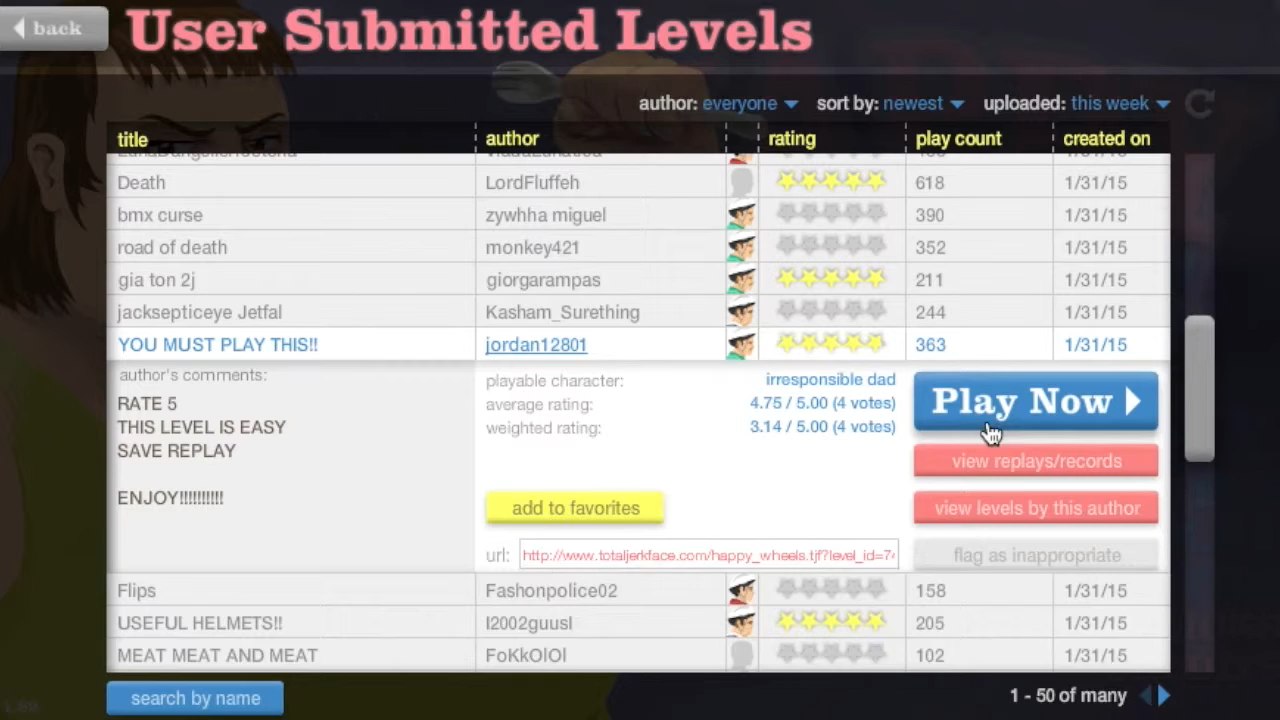 back
User Submitted Levels
author: everyone sort by: newest uploaded: this week
title author rating play count created on
Death LordFluffeh 618 1/31/15
bmx curse zywhha miguel 390 1/31/15
road of death monkey421 352 1/31/15
gia ton 2j giorgarampas 211 1/31/15
jacksepticeye Jetfal Kasham_Surething 244 1/31/15
YOU MUST PLAY THIS!! jordan12801 363 1/31/15
author's comments:
RATE 5
THIS LEVEL IS EASY
SAVE REPLAY
ENJOY!!!!!!!!!!
playable character: irresponsible dad
average rating: 4.75 / 5.00 (4 votes)
weighted rating: 3.14 / 5.00 (4 votes)
add to favorites
url: http://www.totaljerkface.com/happy_wheels.tjf?level_id=74
Play Now
view replays/records
view levels by this author
flag as inappropriate
Flips Fashonpolice02 158 1/31/15
USEFUL HELMETS!! I2002guusI 205 1/31/15
MEAT MEAT AND MEAT FoKkOlOl 102 1/31/15
search by name
1 - 50 of many